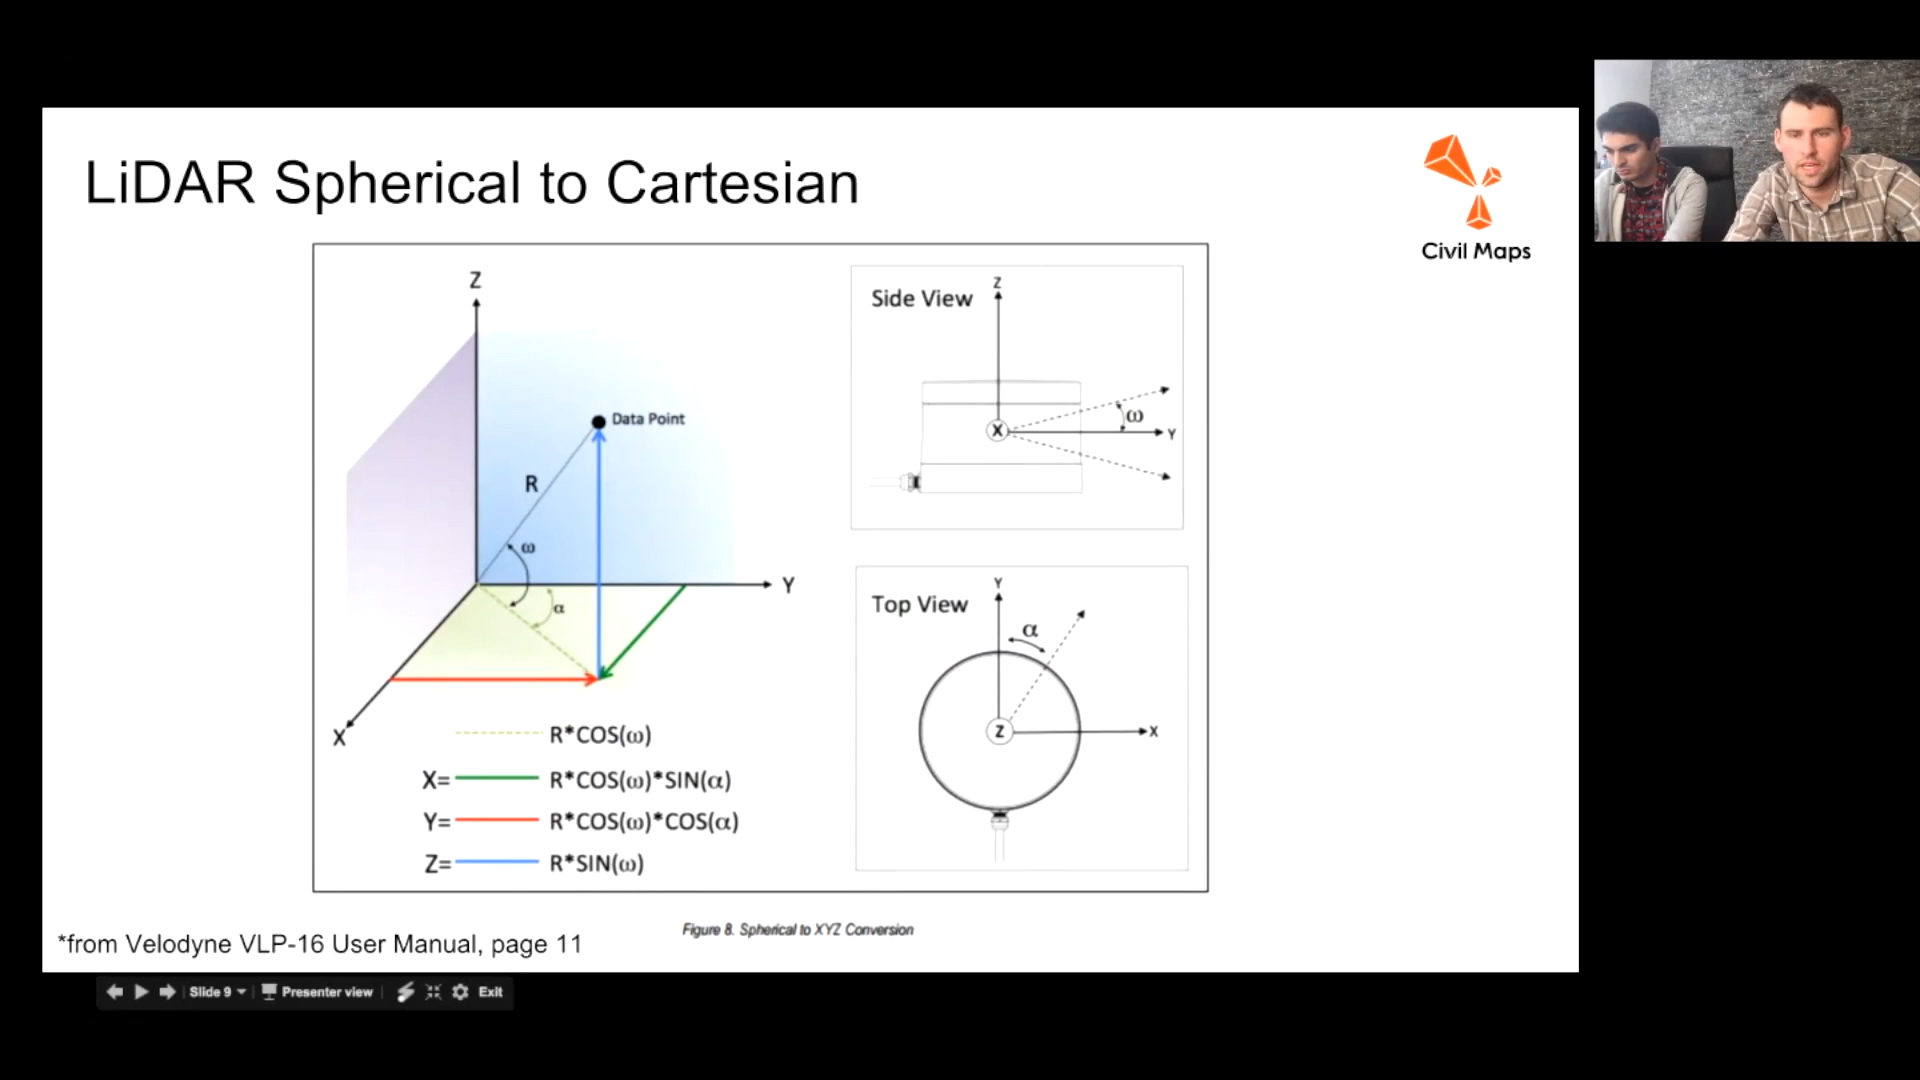 LiDAR Spherical to Cartesian
Civil Maps
Z
Data Point
R
ω
α
Y
X
R*COS(ω)
X= R*COS(ω)*SIN(α)
Y= R*COS(ω)*COS(α)
Z= R*SIN(ω)
Side View
Z
ω
X
Y
Top View
Y
α
Z
X
Figure 8. Spherical to XYZ Conversion
*from Velodyne VLP-16 User Manual, page 11
Slide 9 Presenter view Exit